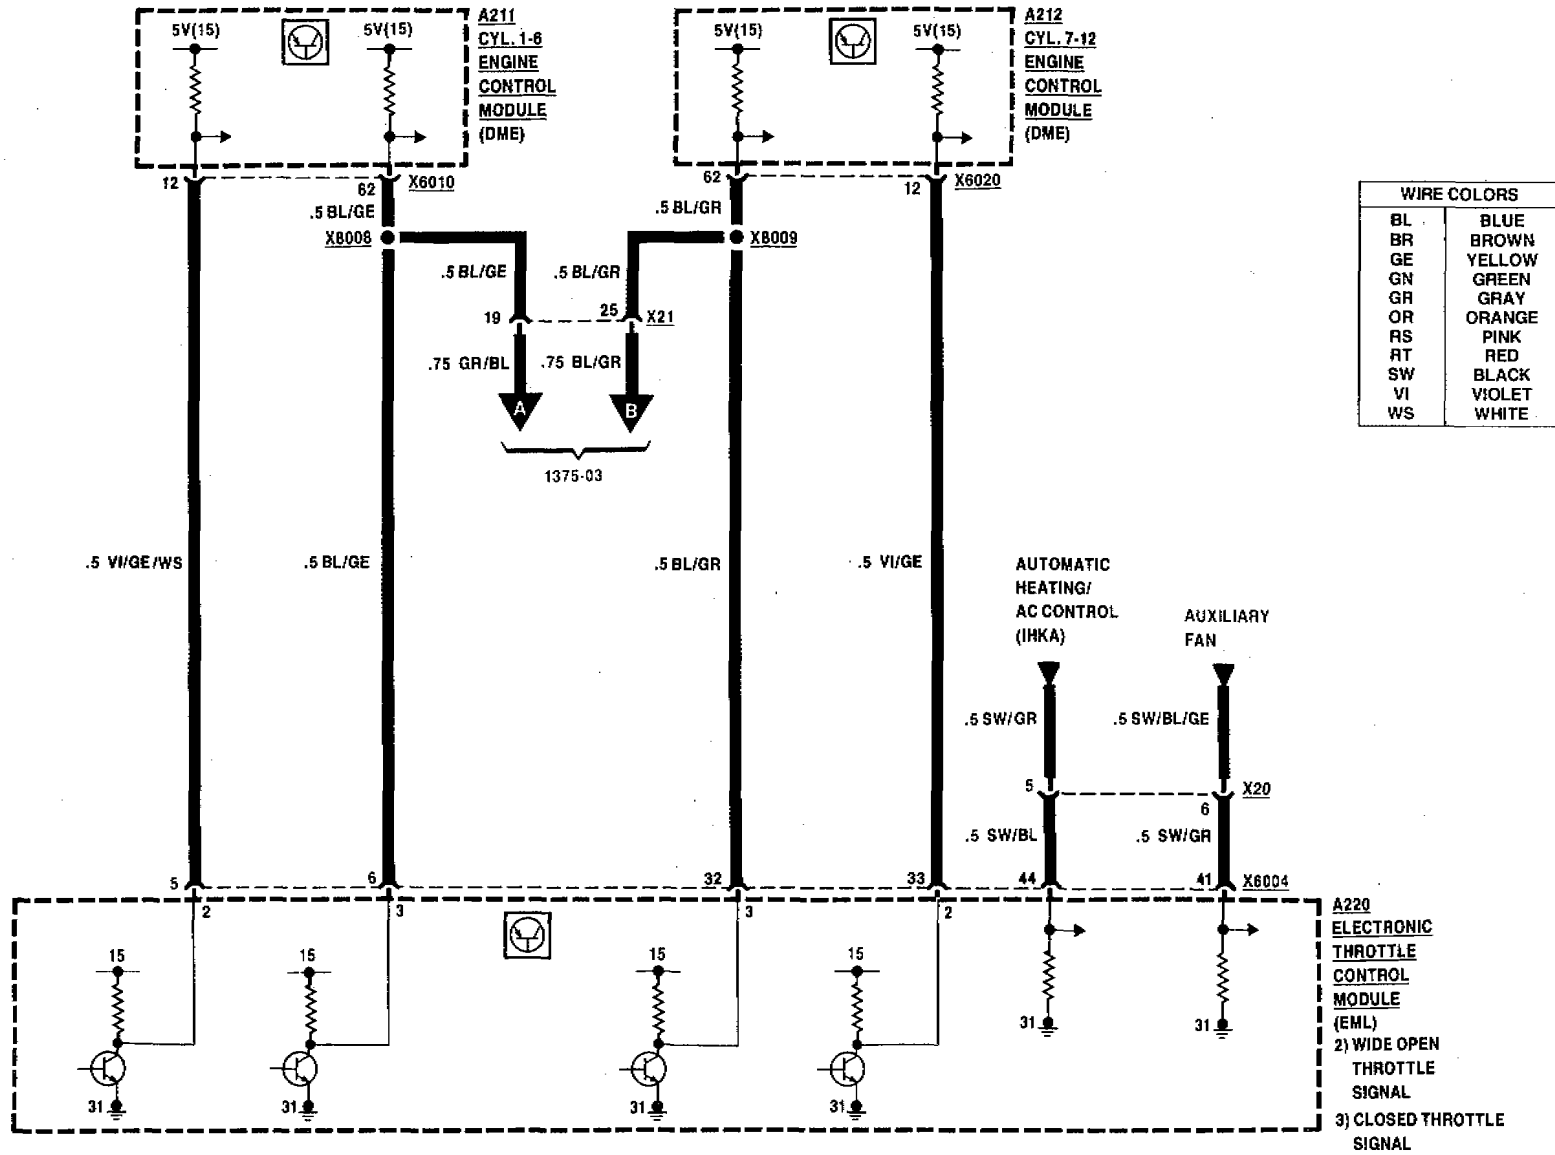 A211
CYL. 1-6
ENGINE
CONTROL
MODULE
(DME)
5V(15)
5V(15)
A212
CYL. 7-12
ENGINE
CONTROL
MODULE
(DME)
5V(15)
5V(15)
12
62
X6010
62
12
X6020
.5 BL/GE
X8008
.5 BL/GR
X8009
.5 BL/GE
.5 BL/GR
19
25
X21
.75 GR/BL
.75 BL/GR
A
B
1375-03
WIRE COLORS
BL BLUE
BR BROWN
GE YELLOW
GN GREEN
GR GRAY
OR ORANGE
RS PINK
RT RED
SW BLACK
VI VIOLET
WS WHITE
.5 VI/GE/WS
.5 BL/GE
.5 BL/GR
.5 VI/GE
AUTOMATIC
HEATING/
AC CONTROL
(IHKA)
AUXILIARY
FAN
.5 SW/GR
.5 SW/BL/GE
5
6
X20
.5 SW/BL
.5 SW/GR
5
6
32
33
44
41
X6004
2
3
3
2
15
15
15
15
31
31
31
31
31
31
A220
ELECTRONIC
THROTTLE
CONTROL
MODULE
(EML)
2) WIDE OPEN
THROTTLE
SIGNAL
3) CLOSED THROTTLE
SIGNAL